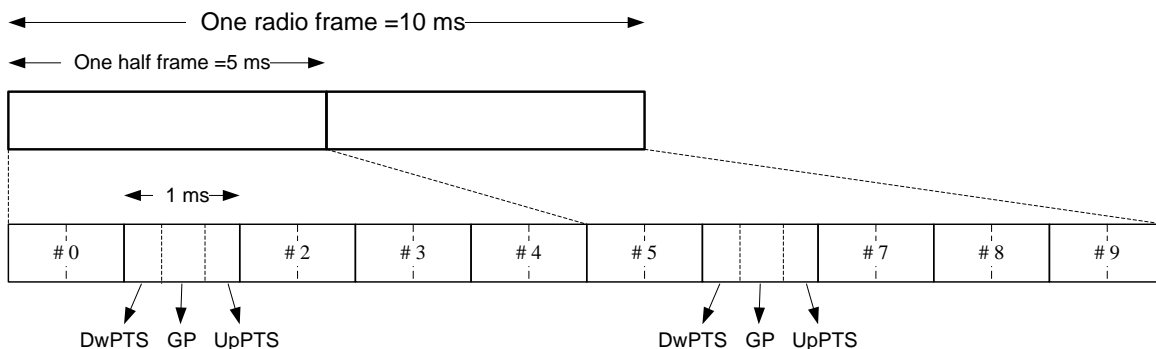 One radio frame =10 ms
One half frame =5 ms
1 ms
# 0 # 2 # 3 # 4 # 5 # 7 # 8 # 9
DwPTS GP UpPTS DwPTS GP UpPTS